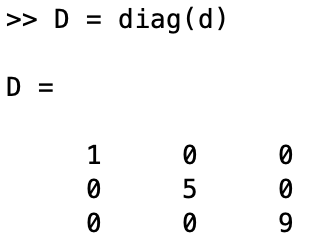 >> D = diag(d)
D =
1 0 0
0 5 0
0 0 9